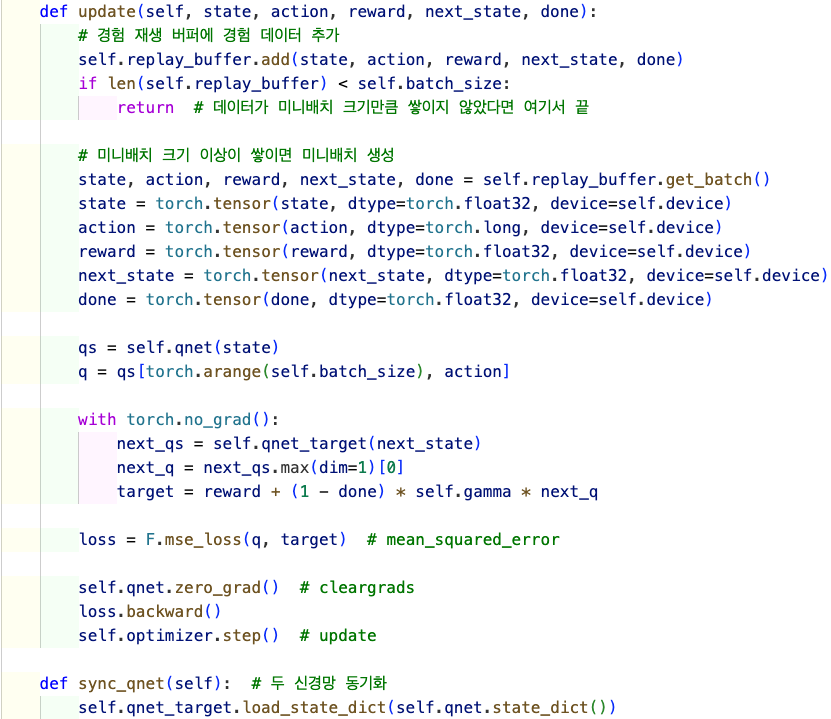 def update(self, state, action, reward, next_state, done):
# 경험 재생 버퍼에 경험 데이터 추가
self.replay_buffer.add(state, action, reward, next_state, done)
if len(self.replay_buffer) < self.batch_size:
return  # 데이터가 미니배치 크기만큼 쌓이지 않았다면 여기서 끝
# 미니배치 크기 이상이 쌓이면 미니배치 생성
state, action, reward, next_state, done = self.replay_buffer.get_batch()
state = torch.tensor(state, dtype=torch.float32, device=self.device)
action = torch.tensor(action, dtype=torch.long, device=self.device)
reward = torch.tensor(reward, dtype=torch.float32, device=self.device)
next_state = torch.tensor(next_state, dtype=torch.float32, device=self.device)
done = torch.tensor(done, dtype=torch.float32, device=self.device)
qs = self.qnet(state)
q = qs[torch.arange(self.batch_size), action]
with torch.no_grad():
next_qs = self.qnet_target(next_state)
next_q = next_qs.max(dim=1)[0]
target = reward + (1 - done) * self.gamma * next_q
loss = F.mse_loss(q, target)  # mean_squared_error
self.qnet.zero_grad()  # cleargrads
loss.backward()
self.optimizer.step()  # update
def sync_qnet(self):  # 두 신경망 동기화
self.qnet_target.load_state_dict(self.qnet.state_dict())